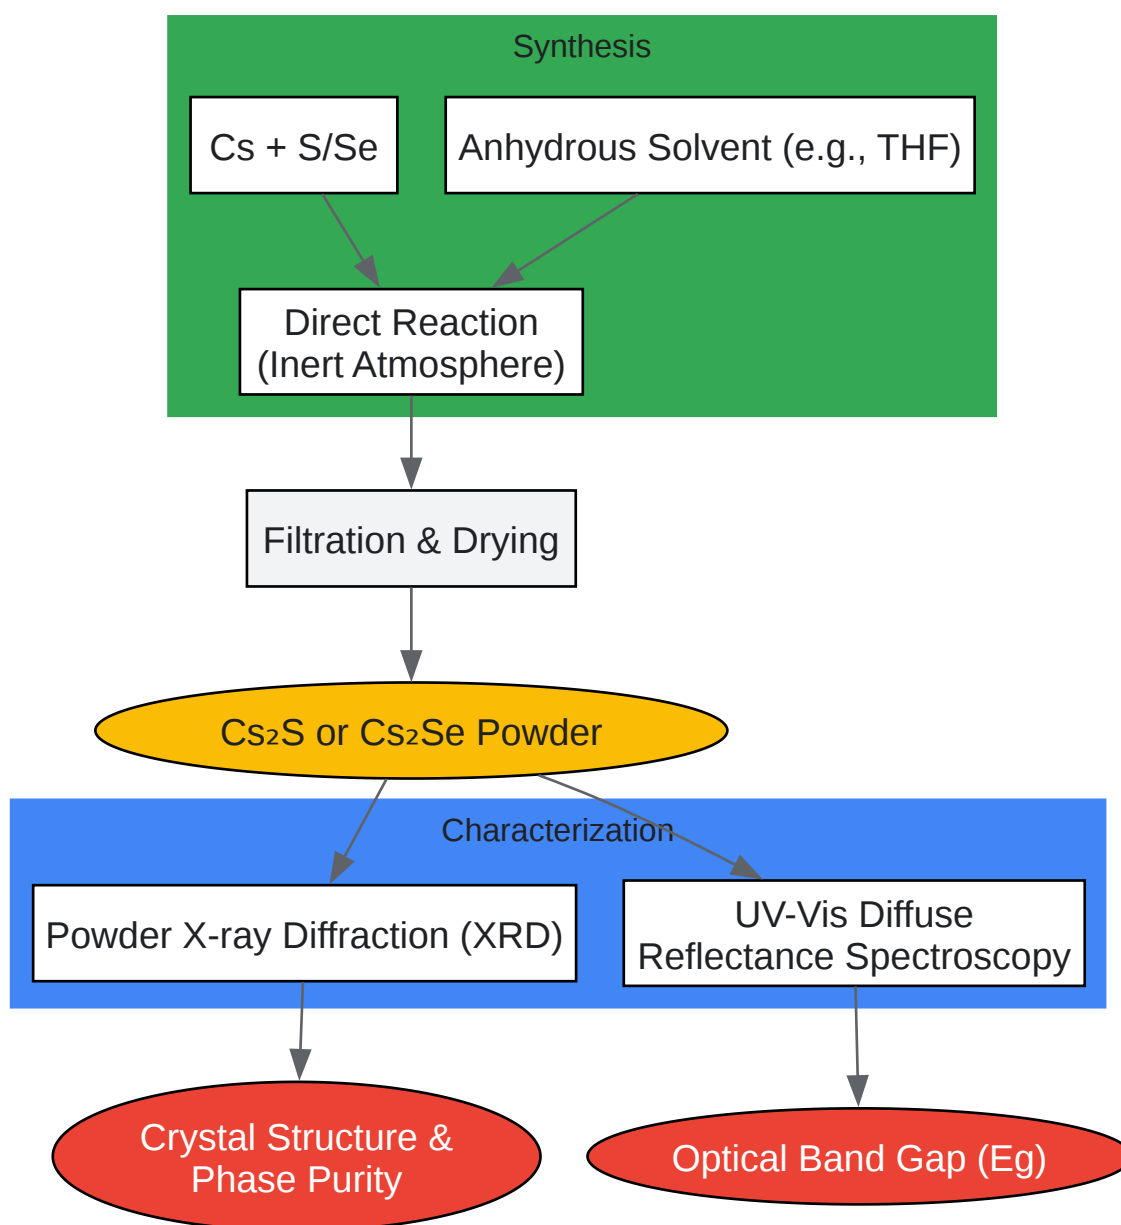 Synthesis
Cs + S/Se
Anhydrous Solvent (e.g., THF)
Direct Reaction
(Inert Atmosphere)
Filtration & Drying
Cs₂S or Cs₂Se Powder
Characterization
Powder X-ray Diffraction (XRD)
UV-Vis Diffuse
Reflectance Spectroscopy
Crystal Structure &
Phase Purity
Optical Band Gap (Eg)